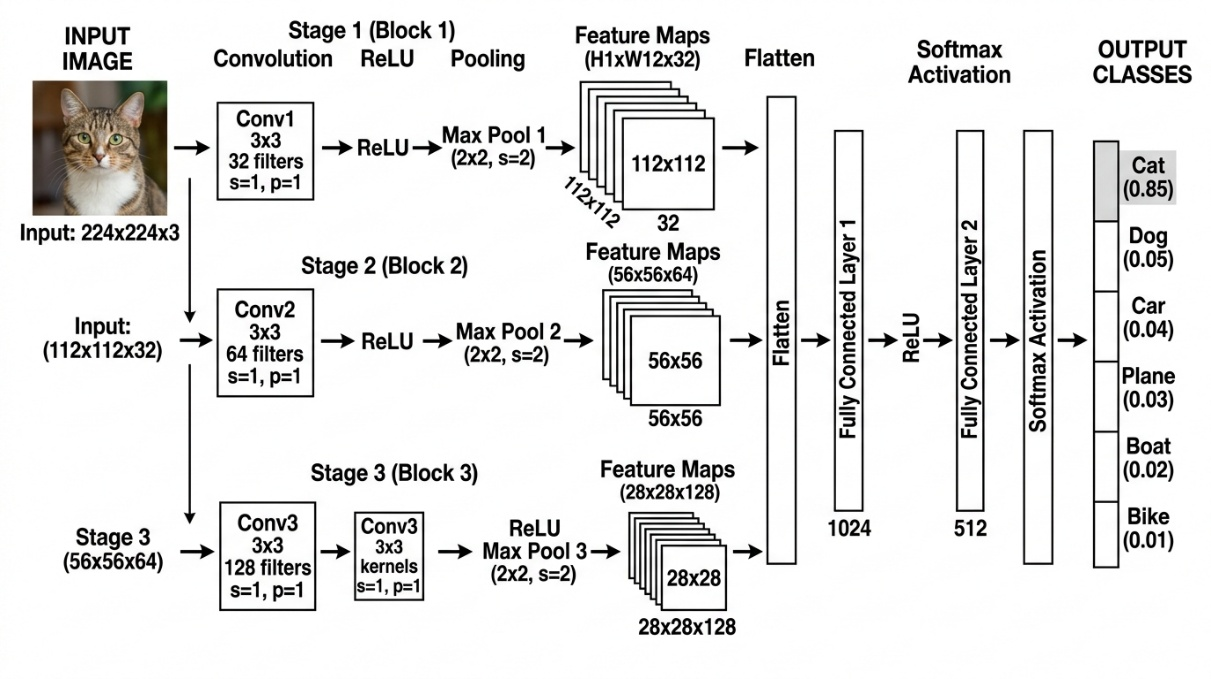 INPUT
IMAGE
Input: 224x224x3
Stage 1 (Block 1)
Convolution
ReLU
Pooling
Conv1
3x3
32 filters
s=1, p=1
ReLU
Max Pool 1
(2x2, s=2)
Feature Maps
(H1xW12x32)
112x112
112x112
32
Flatten
Softmax
Activation
OUTPUT
CLASSES
Stage 2 (Block 2)
Input:
(112x112x32)
Conv2
3x3
64 filters
s=1, p=1
ReLU
Max Pool 2
(2x2, s=2)
Feature Maps
(56x56x64)
56x56
56x56
Stage 3 (Block 3)
Stage 3
(56x56x64)
Conv3
3x3
128 filters
s=1, p=1
Conv3
3x3
kernels
s=1, p=1
ReLU
Max Pool 3
(2x2, s=2)
Feature Maps
(28x28x128)
28x28
28x28x128
Flatten
Fully Connected Layer 1
1024
ReLU
Fully Connected Layer 2
512
Softmax Activation
Cat
(0.85)
Dog
(0.05)
Car
(0.04)
Plane
(0.03)
Boat
(0.02)
Bike
(0.01)